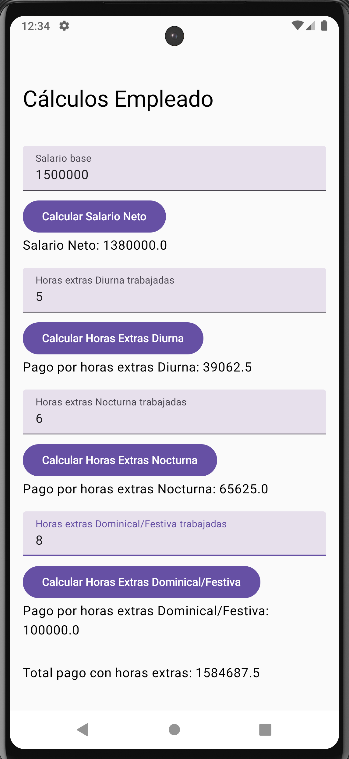 12:34
Cálculos Empleado
Salario base
1500000
Calcular Salario Neto
Salario Neto: 1380000.0
Horas extras Diurna trabajadas
5
Calcular Horas Extras Diurna
Pago por horas extras Diurna: 39062.5
Horas extras Nocturna trabajadas
6
Calcular Horas Extras Nocturna
Pago por horas extras Nocturna: 65625.0
Horas extras Dominical/Festiva trabajadas
8
Calcular Horas Extras Dominical/Festiva
Pago por horas extras Dominical/Festiva:
100000.0
Total pago con horas extras: 1584687.5